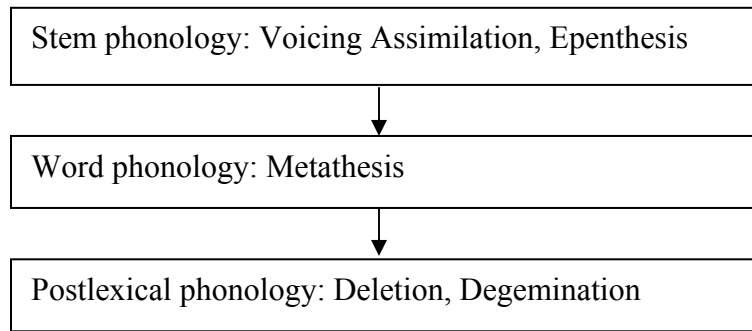 Stem phonology: Voicing Assimilation, Epenthesis
Word phonology: Metathesis
Postlexical phonology: Deletion, Degemination